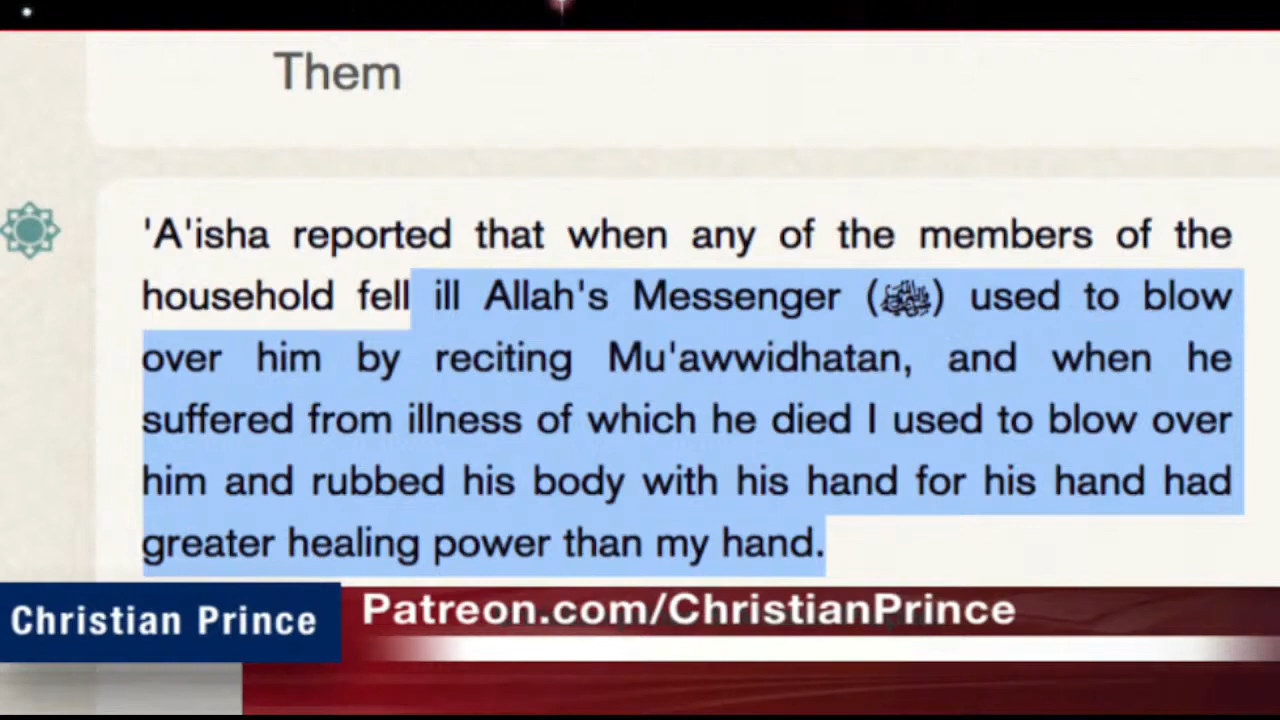 Them
'A'isha reported that when any of the members of the
household fell ill Allah's Messenger (ﷺ) used to blow
over him by reciting Mu'awwidhatan, and when he
suffered from illness of which he died I used to blow over
him and rubbed his body with his hand for his hand had
greater healing power than my hand.
Christian Prince
Patreon.com/ChristianPrince